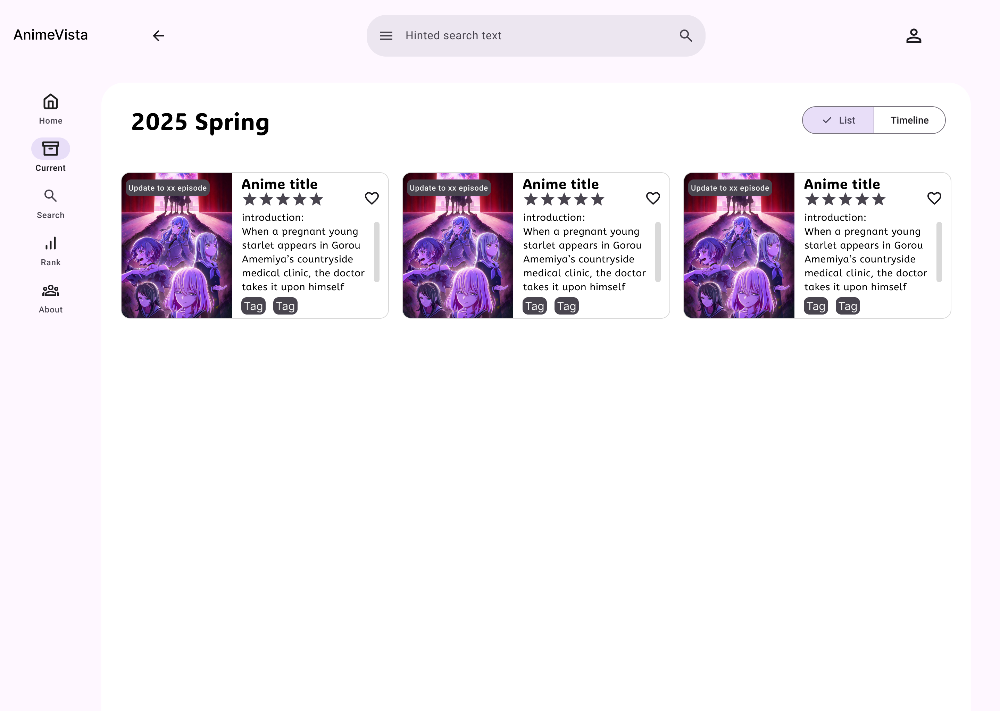 AnimeVista
Hinted search text
Home
Current
Search
Rank
About
2025 Spring
List
Timeline
Update to xx episode
Anime title
introduction:
When a pregnant young
starlet appears in Gorou
Amemiya’s countryside
medical clinic, the doctor
takes it upon himself
Tag Tag
Update to xx episode
Anime title
introduction:
When a pregnant young
starlet appears in Gorou
Amemiya’s countryside
medical clinic, the doctor
takes it upon himself
Tag Tag
Update to xx episode
Anime title
introduction:
When a pregnant young
starlet appears in Gorou
Amemiya’s countryside
medical clinic, the doctor
takes it upon himself
Tag Tag